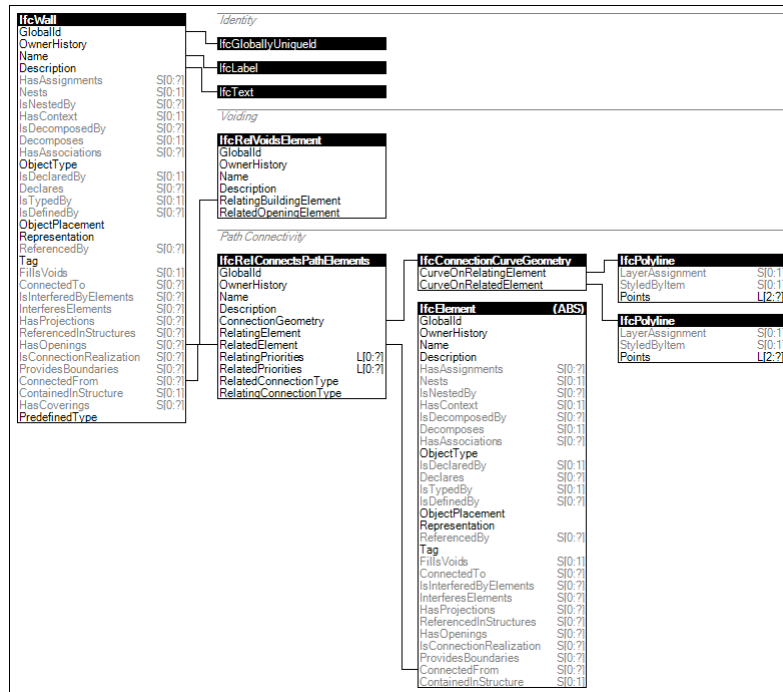 IfcWall
GlobalId
OwnerHistory
Name
Description
HasAssignments S[0:?]
Nests S[0:1]
IsNestedBy S[0:?]
HasContext S[0:1]
IsDecomposedBy S[0:?]
Decomposes S[0:1]
HasAssociations S[0:?]
ObjectType
IsDeclaredBy S[0:1]
Declares S[0:?]
IsTypedBy S[0:1]
IsDefinedBy S[0:?]
ObjectPlacement
Representation
ReferencedBy S[0:?]
Tag
FillsVoids S[0:1]
ConnectedTo S[0:?]
IsInterferedByElements S[0:?]
InterferesElements S[0:?]
HasProjections S[0:?]
ReferencedInStructures S[0:?]
HasOpenings S[0:?]
IsConnectionRealization S[0:?]
ProvidesBoundaries S[0:?]
ConnectedFrom S[0:?]
ContainedInStructure S[0:1]
HasCoverings S[0:?]
PredefinedType
Identity
IfcGloballyUniqueId
IfcLabel
IfcText
Voiding
IfcRelVoidsElement
GlobalId
OwnerHistory
Name
Description
RelatingBuildingElement
RelatedOpeningElement
Path Connectivity
IfcRelConnectsPathElements
GlobalId
OwnerHistory
Name
Description
ConnectionGeometry
RelatingElement
RelatedElement
RelatingPriorities L[0:?]
RelatedPriorities L[0:?]
RelatedConnectionType
RelatingConnectionType
IfcConnectionCurveGeometry
CurveOnRelatingElement
CurveOnRelatedElement
IfcElement (ABS)
GlobalId
OwnerHistory
Name
Description
HasAssignments S[0:?]
Nests S[0:1]
IsNestedBy S[0:?]
HasContext S[0:1]
IsDecomposedBy S[0:?]
Decomposes S[0:1]
HasAssociations S[0:?]
ObjectType
IsDeclaredBy S[0:1]
Declares S[0:?]
IsTypedBy S[0:1]
IsDefinedBy S[0:?]
ObjectPlacement
Representation
ReferencedBy S[0:?]
Tag
FillsVoids S[0:1]
ConnectedTo S[0:?]
IsInterferedByElements S[0:?]
InterferesElements S[0:?]
HasProjections S[0:?]
ReferencedInStructures S[0:?]
HasOpenings S[0:?]
IsConnectionRealization S[0:?]
ProvidesBoundaries S[0:?]
ConnectedFrom S[0:?]
ContainedInStructure S[0:1]
IfcPolyline
LayerAssignment S[0:1
StyledByItem S[0:1
Points L[2:?]
IfcPolyline
LayerAssignment S[0:1
StyledByItem S[0:1
Points L[2:?]